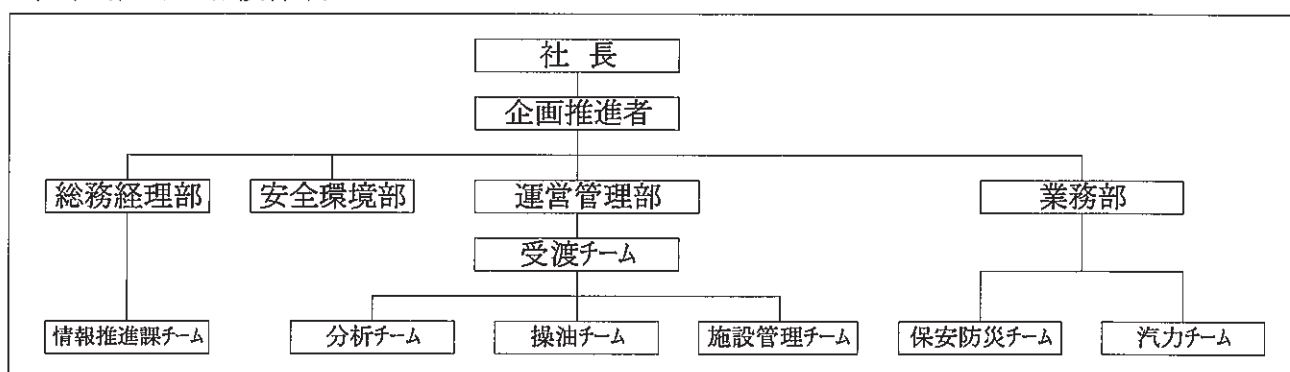 社 長
企画推進者
総務経理部
安全環境部
運営管理部
業務部
受渡チーム
情報推進課チーム
分析チーム
操油チーム
施設管理チーム
保安防災チーム
汽力チーム